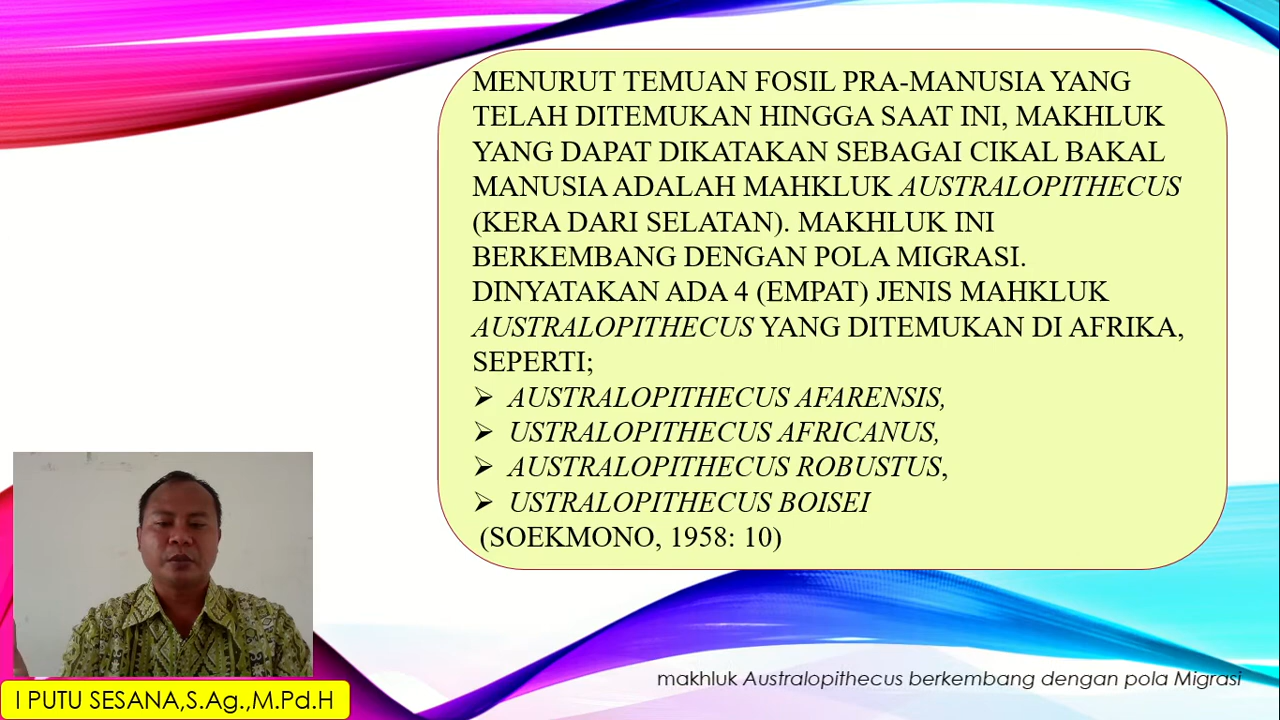 MENURUT TEMUAN FOSIL PRA-MANUSIA YANG
TELAH DITEMUKAN HINGGA SAAT INI, MAKHLUK
YANG DAPAT DIKATAKAN SEBAGAI CIKAL BAKAL
MANUSIA ADALAH MAHKLUK AUSTRALOPITHECUS
(KERA DARI SELATAN). MAKHLUK INI
BERKEMBANG DENGAN POLA MIGRASI.
DINYATAKAN ADA 4 (EMPAT) JENIS MAHKLUK
AUSTRALOPITHECUS YANG DITEMUKAN DI AFRIKA,
SEPERTI;
➢ AUSTRALOPITHECUS AFARENSIS,
➢ USTRALOPITHECUS AFRICANUS,
➢ AUSTRALOPITHECUS ROBUSTUS,
➢ USTRALOPITHECUS BOISEI
(SOEKMONO, 1958: 10)
makhluk Australopithecus berkembang dengan pola Migrasi
I PUTU SESANA,S.Ag.,M.Pd.H